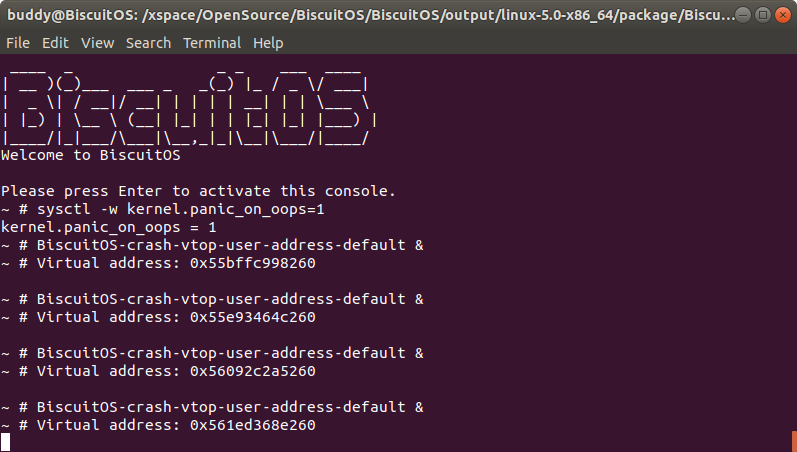 buddy@BiscuitOS: /xspace/OpenSource/BiscuitOS/BiscuitOS/output/linux-5.0-x86_64/package/Biscu...
File Edit View Search Terminal Help
BiscuitOS
Welcome to BiscuitOS
Please press Enter to activate this console.
~ # sysctl -w kernel.panic_on_oops=1
kernel.panic_on_oops = 1
~ # BiscuitOS-crash-vtop-user-address-default &
~ # Virtual address: 0x55bffc998260
~ # BiscuitOS-crash-vtop-user-address-default &
~ # Virtual address: 0x55e93464c260
~ # BiscuitOS-crash-vtop-user-address-default &
~ # Virtual address: 0x56092c2a5260
~ # BiscuitOS-crash-vtop-user-address-default &
~ # Virtual address: 0x561ed368e260